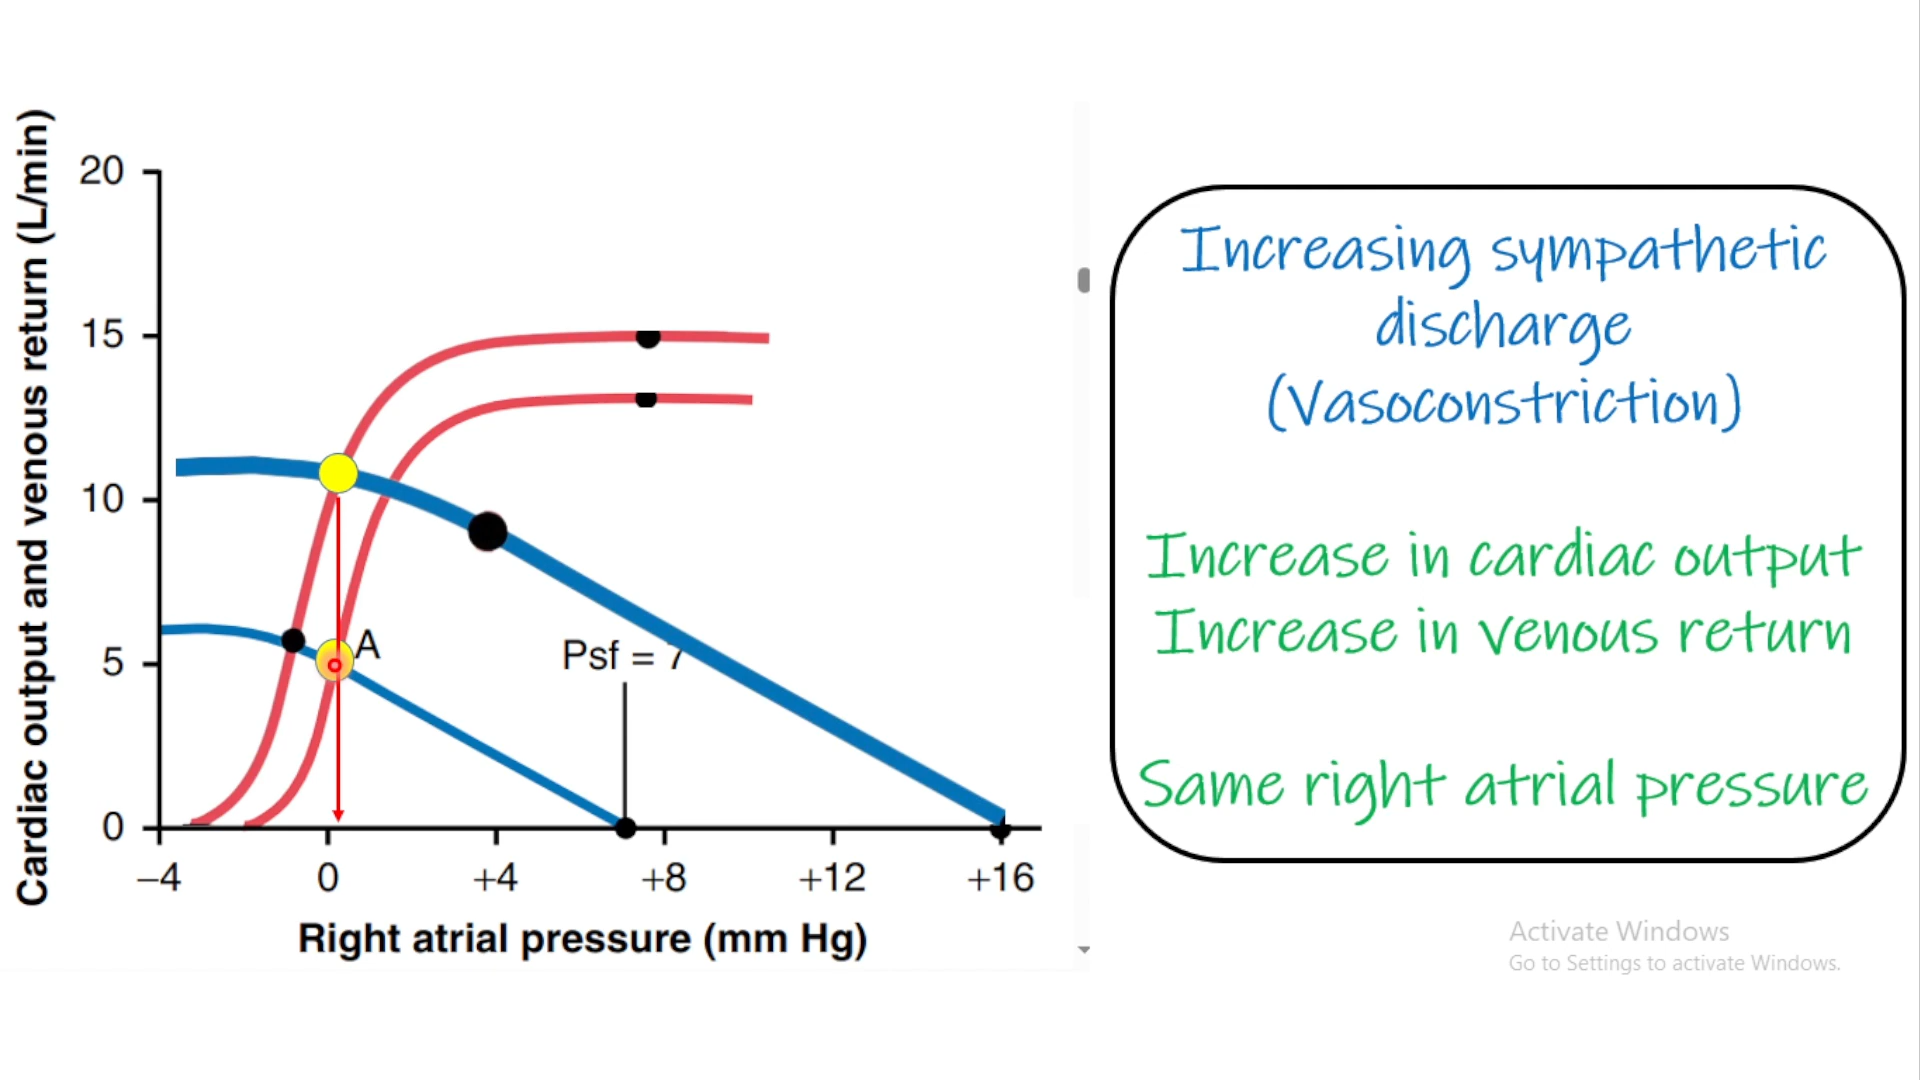 Cardiac output and venous return (L/min)
20
15
10
5
0
A
Psf = 7
−4
0
+4
+8
+12
+16
Right atrial pressure (mm Hg)
Increasing sympathetic
discharge
(Vasoconstriction)
Increase in cardiac output
Increase in venous return
Same right atrial pressure
Activate Windows
Go to Settings to activate Windows.